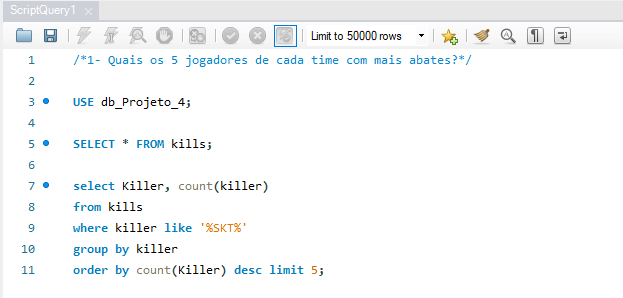 ScriptQuery1
Limit to 50000 rows
1 /*1- Quais os 5 jogadores de cada time com mais abates?*/
2
3 USE db_Projeto_4;
4
5 SELECT * FROM kills;
6
7 select Killer, count(killer)
8 from kills
9 where killer like '%SKT%'
10 group by killer
11 order by count(Killer) desc limit 5;